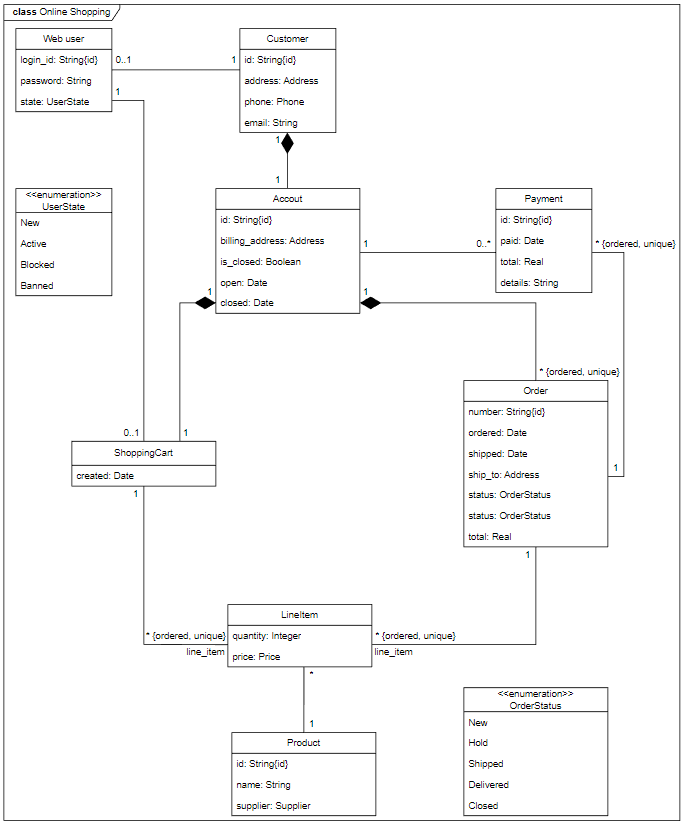 class Online Shopping
Web user
login_id: String{id}
password: String
state: UserState
0..1
1
1
Customer
id: String{id}
address: Address
phone: Phone
email: String
1
1
<<enumeration>>
UserState
New
Active
Blocked
Banned
Accout
id: String{id}
billing_address: Address
is_closed: Boolean
open: Date
closed: Date
1
0..*
1
1
Payment
id: String{id}
paid: Date
total: Real
details: String
* {ordered, unique}
* {ordered, unique}
Order
number: String{id}
ordered: Date
shipped: Date
ship_to: Address
status: OrderStatus
status: OrderStatus
total: Real
1
1
0..1
1
ShoppingCart
created: Date
1
LineItem
quantity: Integer
price: Price
* {ordered, unique}
line_item
* {ordered, unique}
line_item
*
1
Product
id: String{id}
name: String
supplier: Supplier
<<enumeration>>
OrderStatus
New
Hold
Shipped
Delivered
Closed